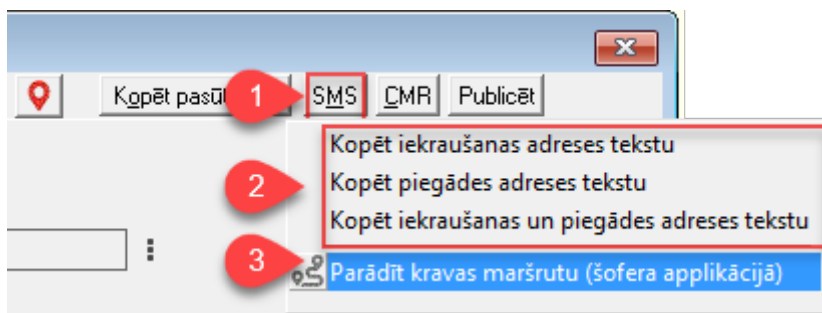 Kopēt 1 SMS CMR Publicēt
Kopēt iekraušanas adreses tekstu
2 Kopēt piegādes adreses tekstu
Kopēt iekraušanas un piegādes adreses tekstu
3 Parādīt kravas maršrutu (šofera applikācijā)